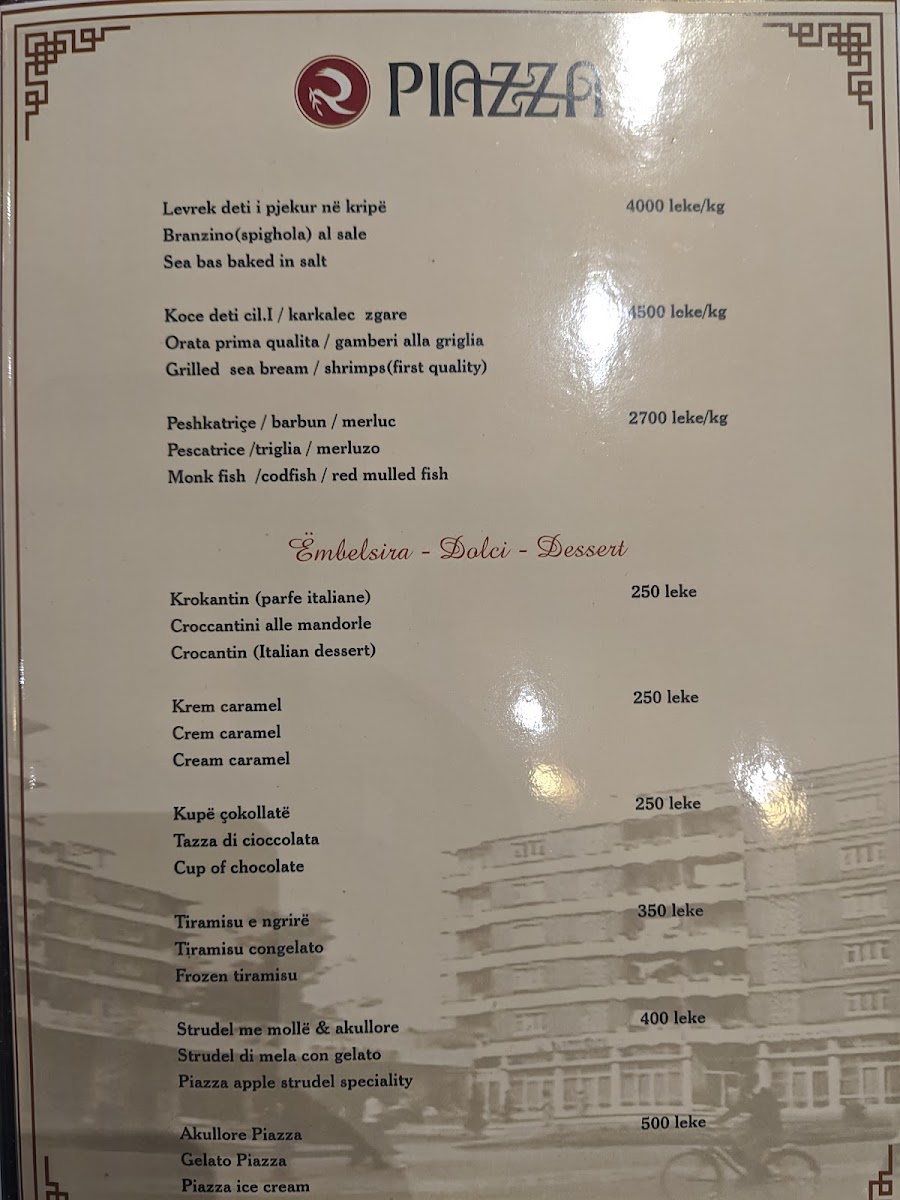 PIAZZA
Levrek deti i pjekur në kripë 4000 leke/kg
Branzino(spighola) al sale
Sea bas baked in salt
Koce deti cil.I / karkalec zgare 4500 leke/kg
Orata prima qualita / gamberi alla griglia
Grilled sea bream / shrimps(first quality)
Peshkatriçe / barbun / merluc 2700 leke/kg
Pescatrice /triglia / merluzo
Monk fish /codfish / red mulled fish
Ëmbelsira - Dolci - Dessert
Krokantin (parfe italiane) 250 leke
Croccantini alle mandorle
Crocantin (Italian dessert)
Krem caramel 250 leke
Crem caramel
Cream caramel
Kupë çokollatë 250 leke
Tazza di cioccolata
Cup of chocolate
Tiramisu e ngrirë 350 leke
Tiramisu congelato
Frozen tiramisu
Strudel me mollë & akullore 400 leke
Strudel di mela con gelato
Piazza apple strudel speciality
Akullore Piazza 500 leke
Gelato Piazza
Piazza ice cream